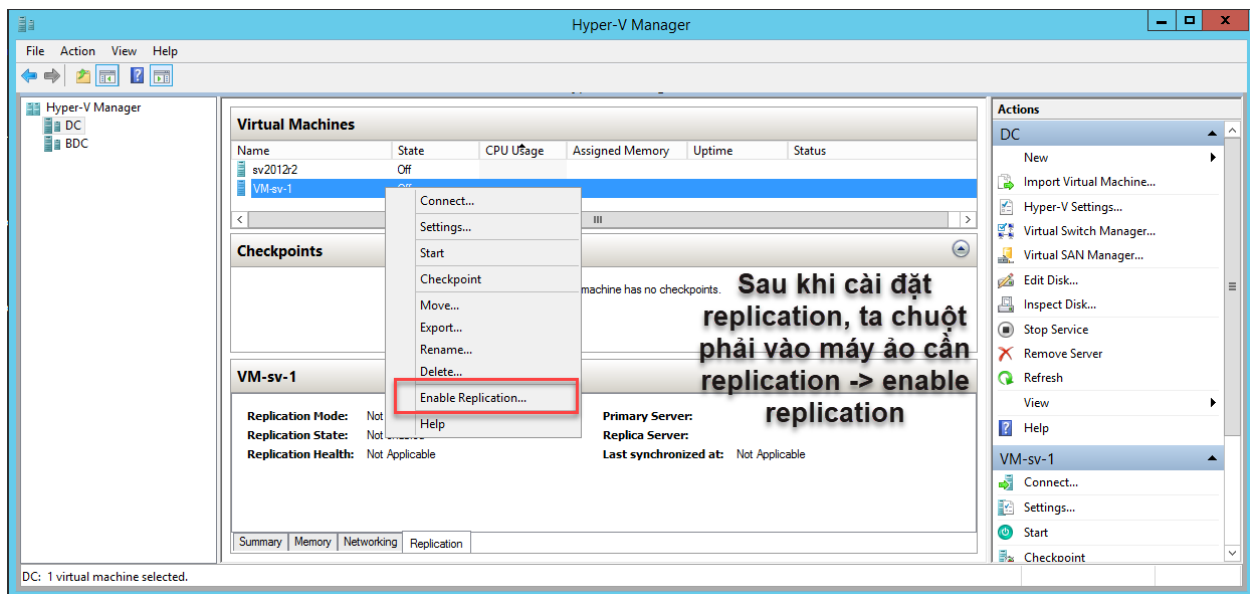 Hyper-V Manager
File Action View Help
Hyper-V Manager
DC
BDC
Virtual Machines
Name State CPU Usage Assigned Memory Uptime Status
sv2012r2 Off
VM-sv-1 Off
Connect...
Settings...
Start
Checkpoint
Move...
Export...
Rename...
Delete...
Enable Replication...
Help
Checkpoints
machine has no checkpoints.
Sau khi cài đặt
replication, ta chuột
phải vào máy ảo cần
replication -> enable
replication
VM-sv-1
Replication Mode: Not
Primary Server:
Replication State: Not enabled
Replica Server:
Replication Health: Not Applicable
Last synchronized at: Not Applicable
Summary Memory Networking Replication
Actions
DC
New
Import Virtual Machine...
Hyper-V Settings...
Virtual Switch Manager...
Virtual SAN Manager...
Edit Disk...
Inspect Disk...
Stop Service
Remove Server
Refresh
View
Help
VM-sv-1
Connect...
Settings...
Start
Checkpoint
DC: 1 virtual machine selected.